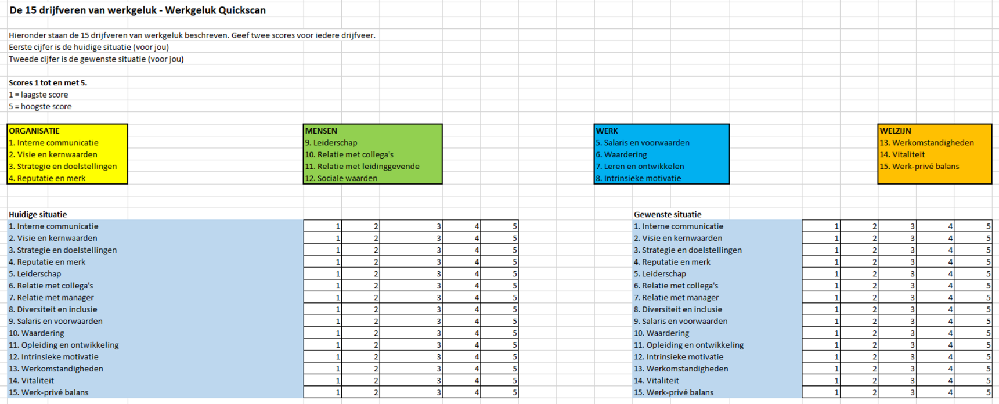 De 15 drijfveren van werkgeluk - Werkgeluk Quickscan
Hieronder staan de 15 drijfveren van werkgeluk beschreven. Geef twee scores voor iedere drijfveer.
Eerste cijfer is de huidige situatie (voor jou)
Tweede cijfer is de gewenste situatie (voor jou)
Scores 1 tot en met 5.
1 = laagste score
5 = hoogste score
ORGANISATIE
1. Interne communicatie
2. Visie en kernwaarden
3. Strategie en doelstellingen
4. Reputatie en merk
MENSEN
9. Leiderschap
10. Relatie met collega's
11. Relatie met leidinggevende
12. Sociale waarden
WERK
5. Salaris en voorwaarden
6. Waardering
7. Leren en ontwikkelen
8. Intrinsieke motivatie
WELZIJN
13. Werkomstandigheden
14. Vitaliteit
15. Werk-privé balans
Huidige situatie
1. Interne communicatie 1 2 3 4 5
2. Visie en kernwaarden 1 2 3 4 5
3. Strategie en doelstellingen 1 2 3 4 5
4. Reputatie en merk 1 2 3 4 5
5. Leiderschap 1 2 3 4 5
6. Relatie met collega's 1 2 3 4 5
7. Relatie met manager 1 2 3 4 5
8. Diversiteit en inclusie 1 2 3 4 5
9. Salaris en voorwaarden 1 2 3 4 5
10. Waardering 1 2 3 4 5
11. Opleiding en ontwikkeling 1 2 3 4 5
12. Intrinsieke motivatie 1 2 3 4 5
13. Werkomstandigheden 1 2 3 4 5
14. Vitaliteit 1 2 3 4 5
15. Werk-privé balans 1 2 3 4 5
Gewenste situatie
1. Interne communicatie 1 2 3 4 5
2. Visie en kernwaarden 1 2 3 4 5
3. Strategie en doelstellingen 1 2 3 4 5
4. Reputatie en merk 1 2 3 4 5
5. Leiderschap 1 2 3 4 5
6. Relatie met collega's 1 2 3 4 5
7. Relatie met manager 1 2 3 4 5
8. Diversiteit en inclusie 1 2 3 4 5
9. Salaris en voorwaarden 1 2 3 4 5
10. Waardering 1 2 3 4 5
11. Opleiding en ontwikkeling 1 2 3 4 5
12. Intrinsieke motivatie 1 2 3 4 5
13. Werkomstandigheden 1 2 3 4 5
14. Vitaliteit 1 2 3 4 5
15. Werk-privé balans 1 2 3 4 5